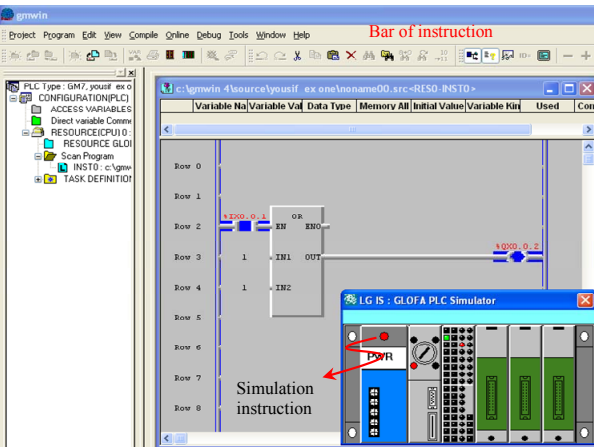 gmwin
Project Program Edit View Compile Online Debug Tools Window Help
Bar of instruction
PLC Type : GM7, yousif ex o
CONFIGURATION(PLC)
ACCESS VARIABLES
Direct variable Comme
RESOURCE(CPU) 0 :
RESOURCE GLOI
Scan Program
INST0 : c:\gmw
TASK DEFINITION
c:\gmwin 4\source\yousif ex one\noname00.src<RES0-INST0>
Variable Na Variable Val Data Type Memory All Initial Value Variable Kin Used Con
Row 0
Row 1
Row 2 %IX0.0.1 OR EN ENO
Row 3 1 IN1 OUT %QX0.0.2
Row 4 1 IN2
Row 5
Row 6
Row 7
Row 8
LG IS : GLOFA PLC Simulator
PWR
Simulation
instruction